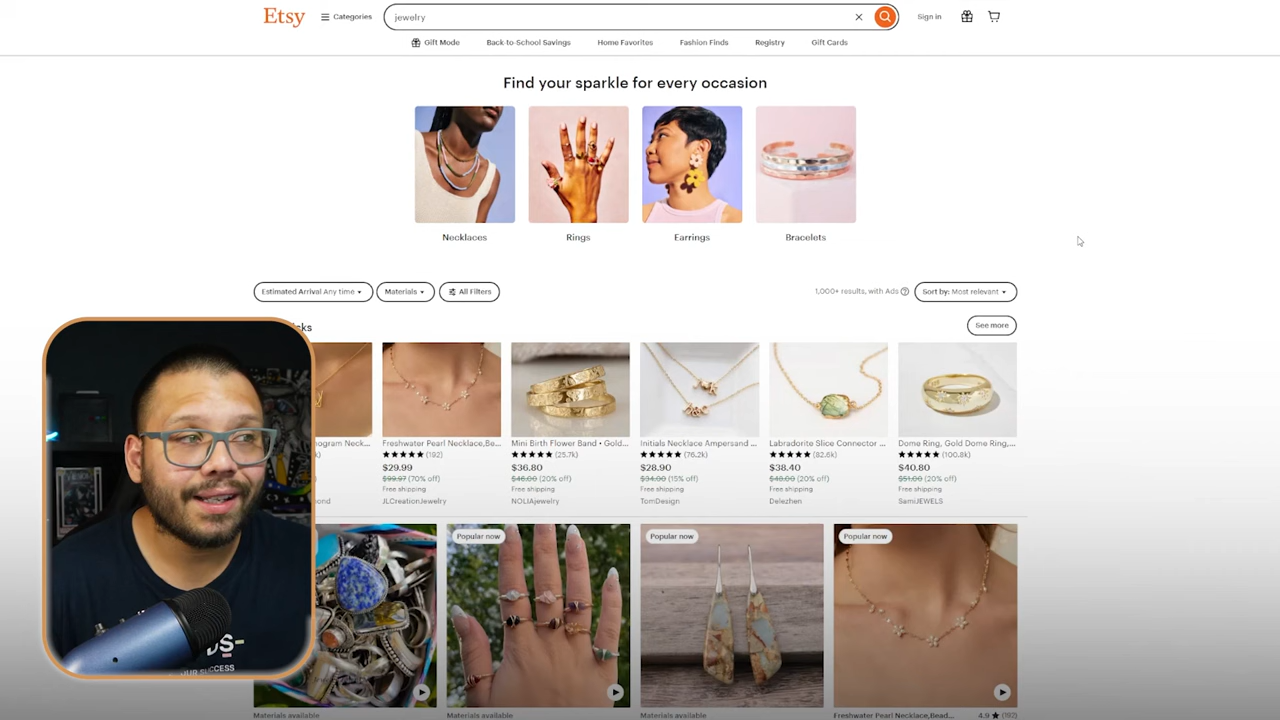 Etsy
Categories
jewelry
Sign in
Gift Mode
Back-to-School Savings
Home Favorites
Fashion Finds
Registry
Gift Cards
Find your sparkle for every occasion
Necklaces
Rings
Earrings
Bracelets
Estimated Arrival Any time
Materials
All Filters
1,000+ results, with Ads
Sort by: Most relevant
See more
Freshwater Pearl Necklace,Be...
(192)
$29.99
$99.97 (70% off)
Free shipping
JLCreationJewelry
Mini Birth Flower Band • Gold...
(25.7k)
$36.80
$46.00 (20% off)
Free shipping
NOLIAjewelry
Initials Necklace Ampersand ...
(76.2k)
$28.90
$34.00 (15% off)
Free shipping
TomDesign
Labradorite Slice Connector ...
(82.6k)
$38.40
$48.00 (20% off)
Free shipping
Delezhen
Dome Ring, Gold Dome Ring,...
(100.8k)
$40.80
$51.00 (20% off)
Free shipping
SamiJEWELS
Popular now
Popular now
Popular now
Materials available
Materials available
Materials available
Freshwater Pearl Necklace,Bead...
4.9 ★ (192)
OUR SUCCESS